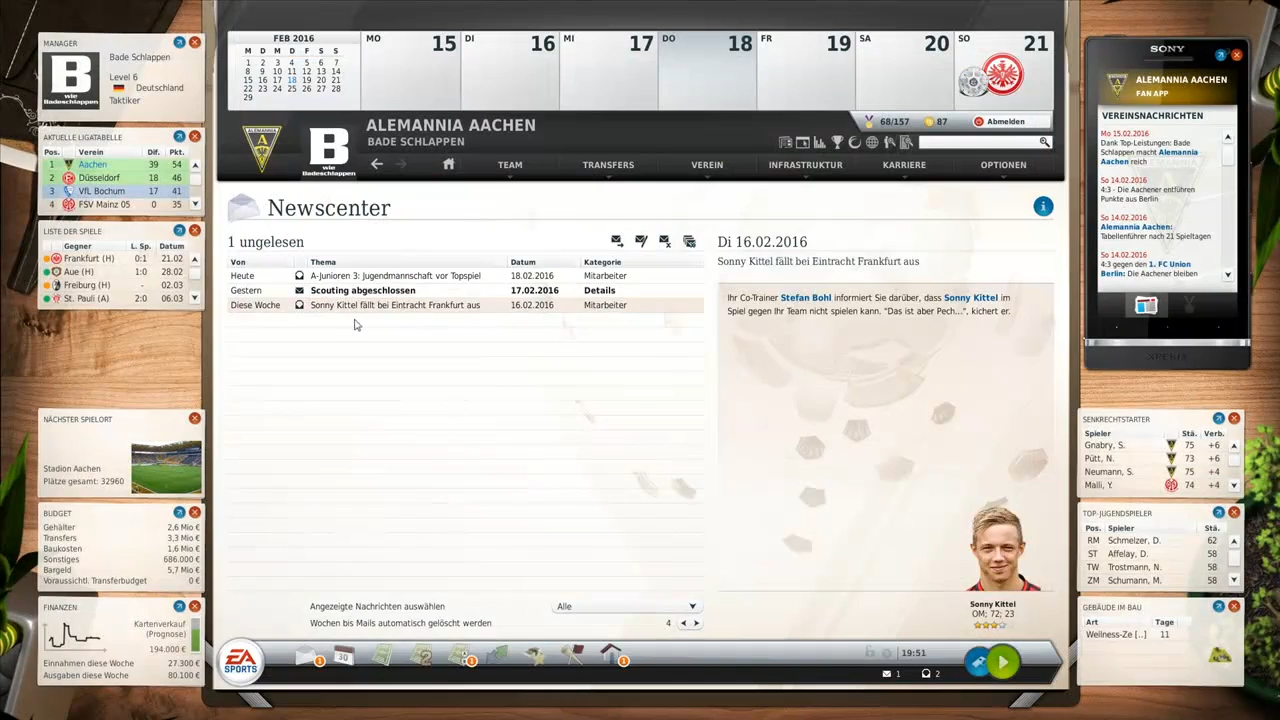 MANAGER
Bade Schlappen
Level 6
Deutschland
Taktiker
B
wie
Badeschlappen
AKTUELLE LIGATABELLE
Pos. Verein Dif. Pkt.
1 Aachen 39 54
2 Düsseldorf 18 46
3 VfL Bochum 17 41
4 FSV Mainz 05 0 35
LISTE DER SPIELE
Gegner L. Sp. Datum
Frankfurt (H) 0:1 21.02
Aue (H) 1:0 28.02
Freiburg (H) - 02.03
St. Pauli (A) 2:0 06.03
NÄCHSTER SPIELORT
Stadion Aachen
Plätze gesamt: 32960
BUDGET
Gehälter 2,6 Mio €
Transfers 3,3 Mio €
Baukosten 1,6 Mio €
Sonstiges 686.000 €
Bargeld 5,7 Mio €
Voraussichtl. Transferbudget 0 €
FINANZEN
Kartenverkauf
(Prognose)
194.000 €
Einnahmen diese Woche 27.300 €
Ausgaben diese Woche 80.100 €
FEB 2016
M D M D F S S
1 2 3 4 5 6 7
8 9 10 11 12 13 14
15 16 17 18 19 20 21
22 23 24 25 26 27 28
29
MO 15
DI 16
MI 17
DO 18
FR 19
SA 20
SO 21
ALEMANNIA
B
wie
Badeschlappen
ALEMANNIA AACHEN
BADE SCHLAPPEN
68/157
87
Abmelden
TEAM
TRANSFERS
VEREIN
INFRASTRUKTUR
KARRIERE
OPTIONEN
Newscenter
1 ungelesen
Von Thema Datum Kategorie
Heute A-Junioren 3: Jugendmannschaft vor Topspiel 18.02.2016 Mitarbeiter
Gestern Scouting abgeschlossen 17.02.2016 Details
Diese Woche Sonny Kittel fällt bei Eintracht Frankfurt aus 16.02.2016 Mitarbeiter
Di 16.02.2016
Sonny Kittel fällt bei Eintracht Frankfurt aus
Ihr Co-Trainer Stefan Bohl informiert Sie darüber, dass Sonny Kittel im
Spiel gegen Ihr Team nicht spielen kann. "Das ist aber Pech...", kichert er.
Sonny Kittel
OM; 72; 23
Angezeigte Nachrichten auswählen Alle
Wochen bis Mails automatisch gelöscht werden 4
EA
SPORTS
1
30
2
1
1
19:51
1
2
SONY
ALEMANNIA AACHEN
FAN APP
VEREINSNACHRICHTEN
Mo 15.02.2016
Dank Top-Leistungen: Bade
Schlappen macht Alemannia
Aachen reich
So 14.02.2016
4:3 - Die Aachener entführen
Punkte aus Berlin
So 14.02.2016
Alemannia Aachen:
Tabellenführer nach 21 Spieltagen
So 14.02.2016
4:3 gegen den 1. FC Union
Berlin: Die Aachener bleiben
XPERIA
SENKRECHTSTARTER
Spieler Stä. Verb.
Gnabry, S. 75 +6
Pütt, N. 73 +6
Neumann, S. 75 +4
Malli, Y. 74 +4
TOP-JUGENDSPIELER
Pos. Spieler Stä.
RM Schmelzer, D. 62
ST Affelay, D. 58
TW Trostmann, N. 58
ZM Schumann, M. 58
GEBÄUDE IM BAU
Art Tage
Wellness-Ze [..] 11